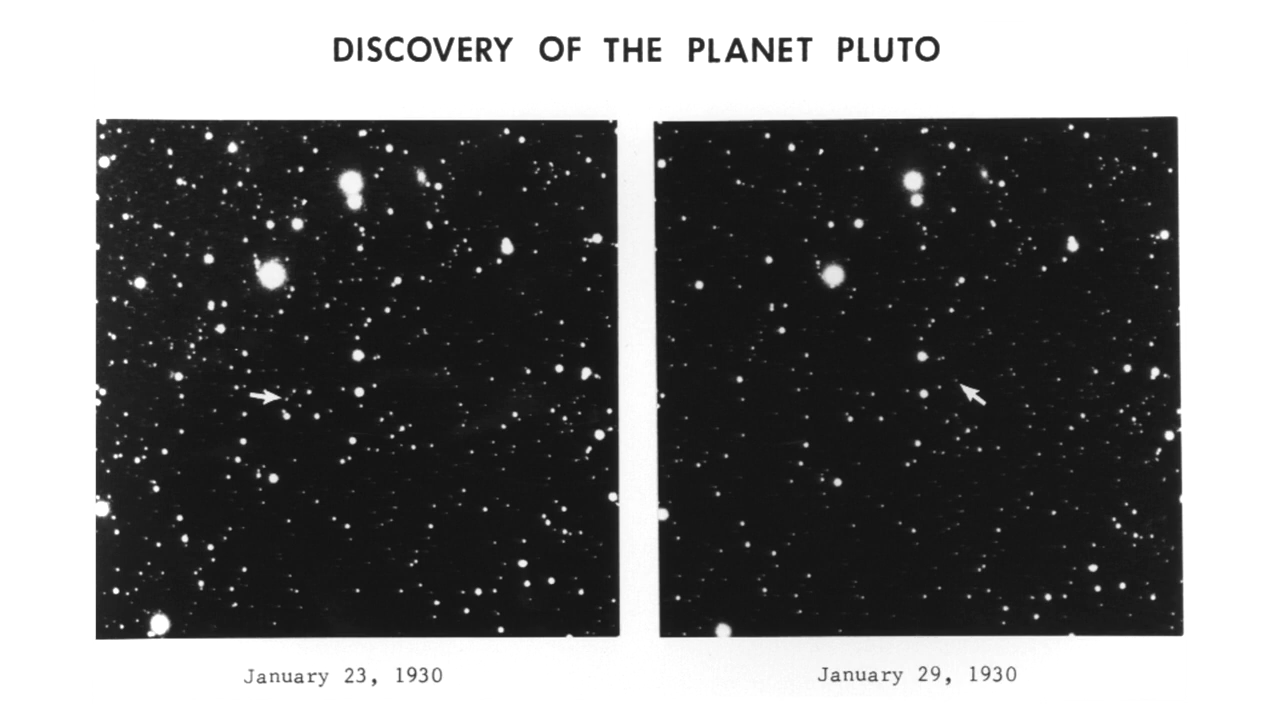 DISCOVERY OF THE PLANET PLUTO
January 23, 1930
January 29, 1930